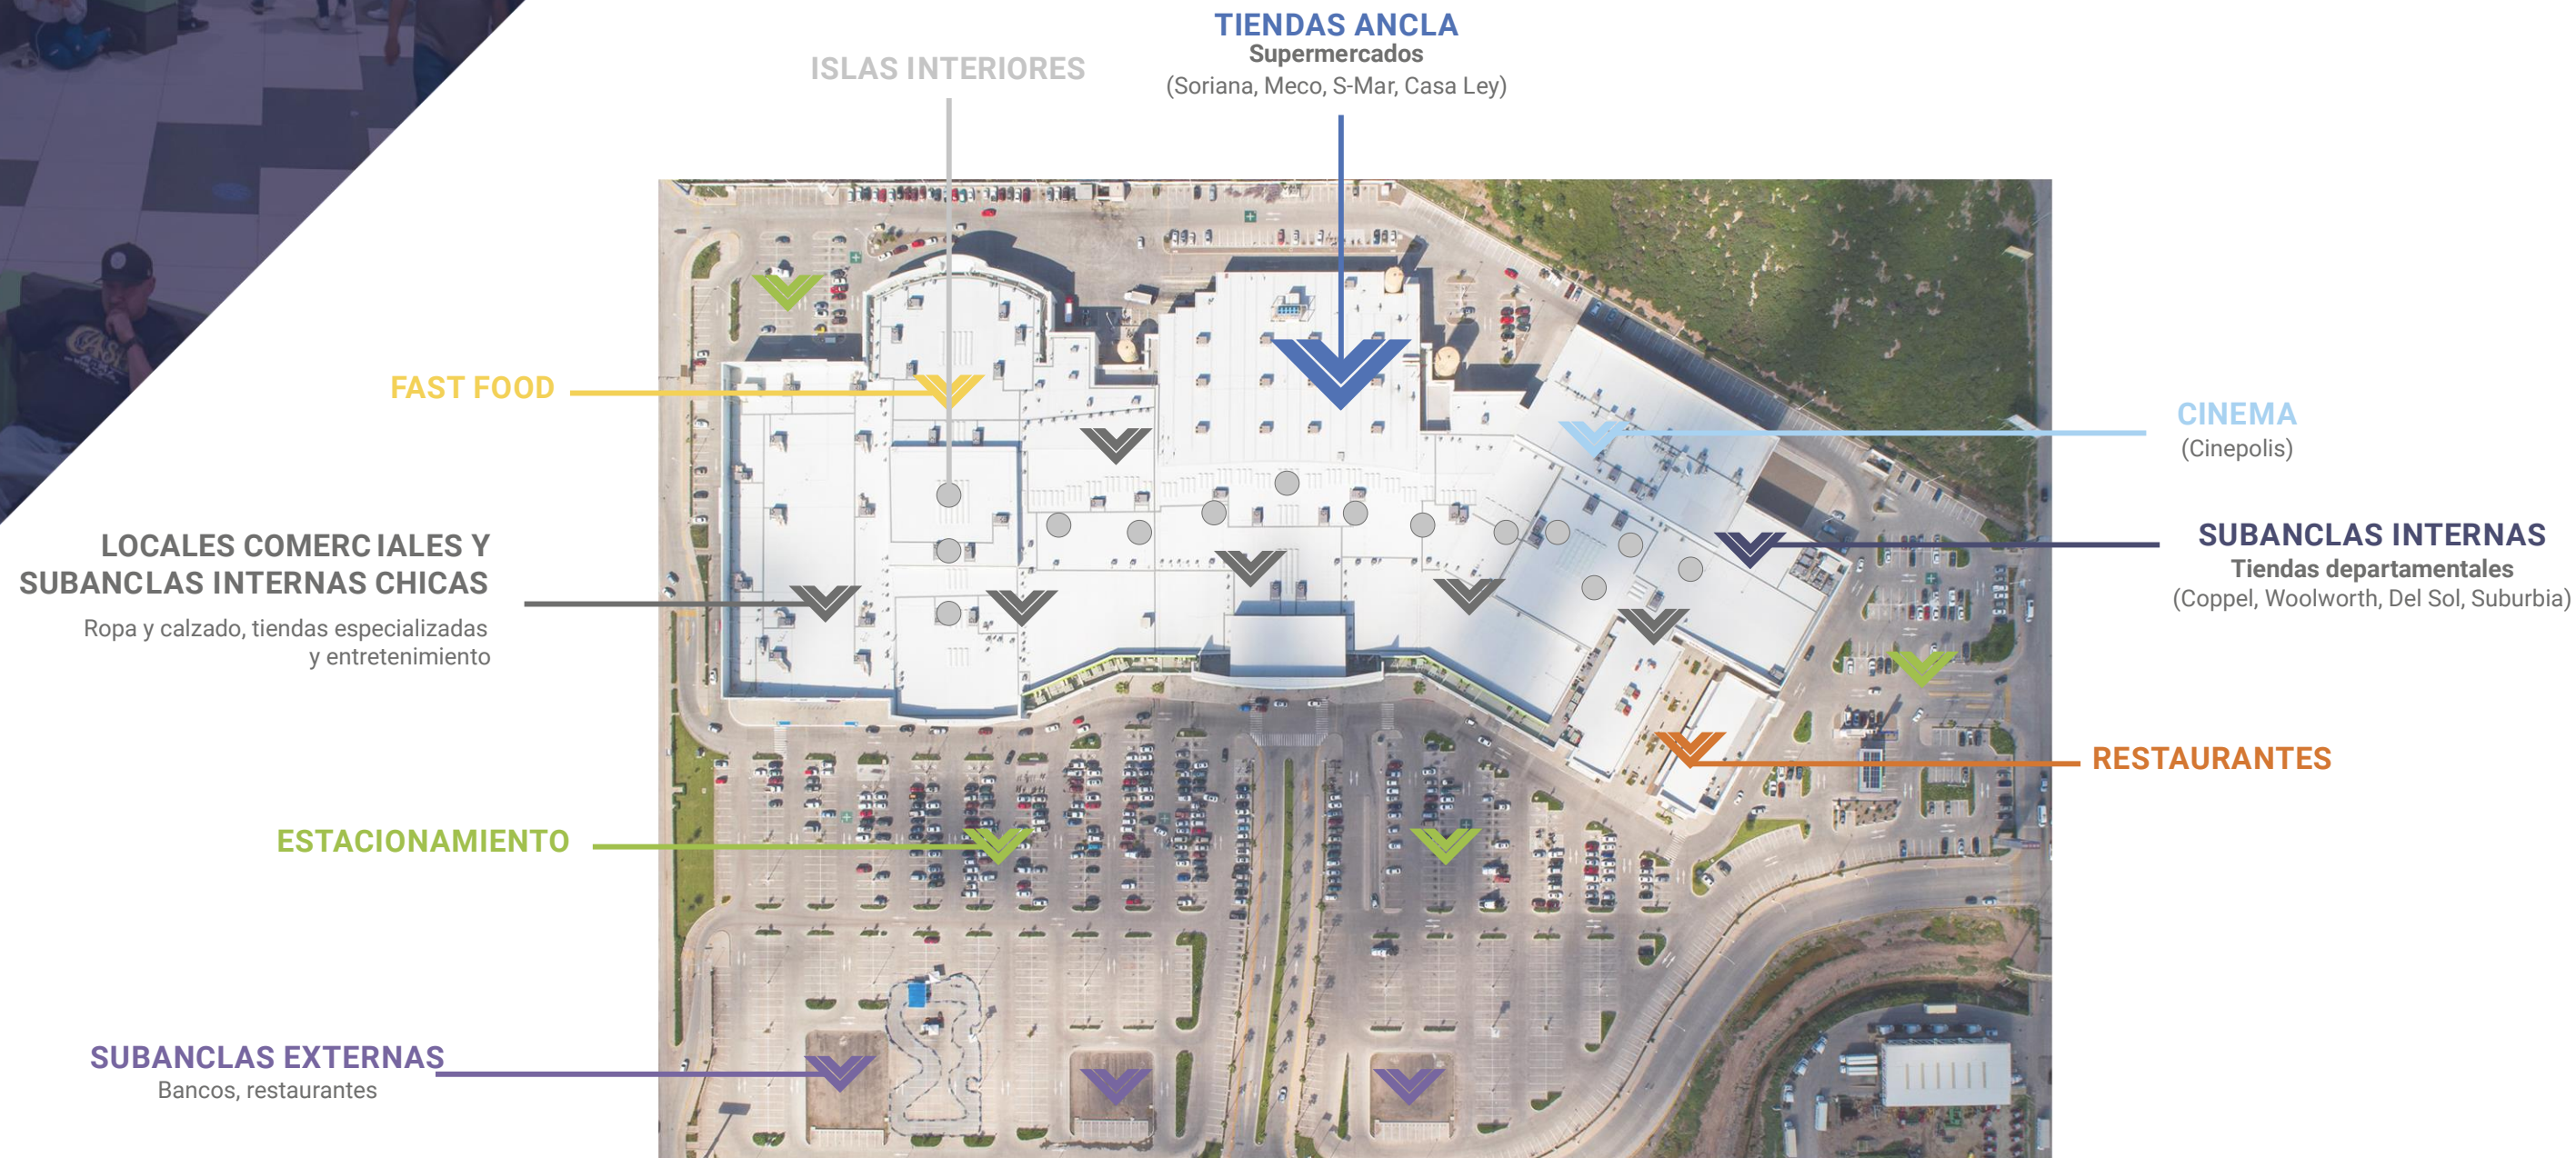 TIENDAS ANCLA
Supermercados
(Soriana, Meco, S-Mar, Casa Ley)
ISLAS INTERIORES
FAST FOOD
CINEMA
(Cinepolis)
LOCALES COMERCIALES Y
SUBANCLAS INTERNAS CHICAS
Ropa y calzado, tiendas especializadas
y entretenimiento
SUBANCLAS INTERNAS
Tiendas departamentales
(Coppel, Woolworth, Del Sol, Suburbia)
RESTAURANTES
ESTACIONAMIENTO
SUBANCLAS EXTERNAS
Bancos, restaurantes